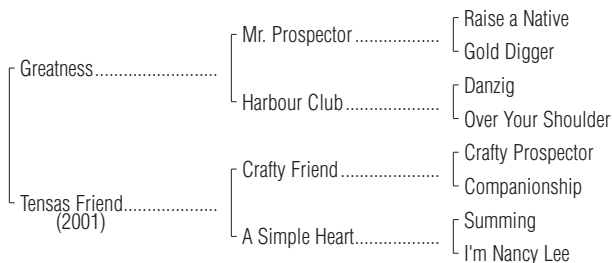 Raise a Native
Mr. Prospector...................
Gold Digger
Greatness...........................
Danzig
Harbour Club.....................
Over Your Shoulder
Crafty Prospector
Crafty Friend......................
Companionship
Tensas Friend.....................
(2001)
Summing
A Simple Heart...................
I'm Nancy Lee